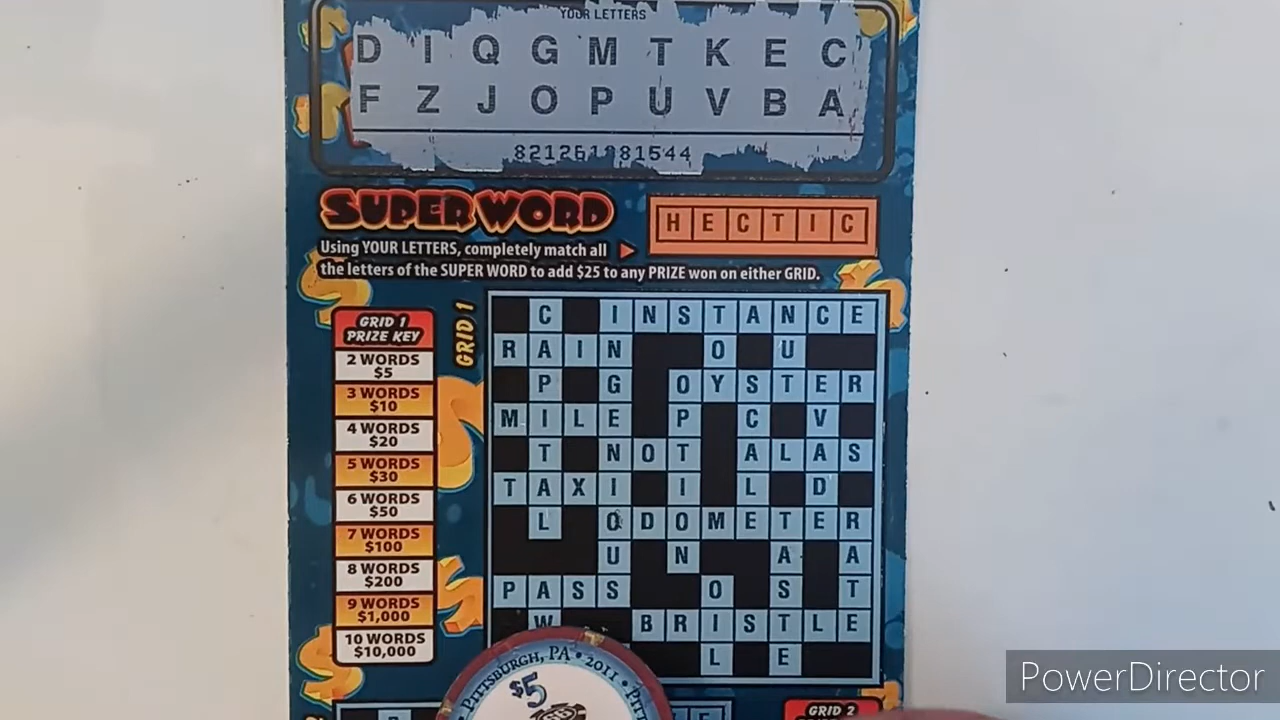 YOUR LETTERS
D I Q G M T K E C
F Z J O P U V B A
SUPER WORD
HECTIC
Using YOUR LETTERS, completely match all
the letters of the SUPER WORD to add $25 to any PRIZE won on either GRID.
GRID 1
PRIZE KEY
2 WORDS
$5
3 WORDS
$10
4 WORDS
$20
5 WORDS
$30
6 WORDS
$50
7 WORDS
$100
8 WORDS
$200
9 WORDS
$1,000
10 WORDS
$10,000
GRID 1
C INSTANCE
RAIN O U
P G OYSTER
MILE P C V
T NOT ALAS
TAXI I L D
L ODOMETER
U N A T
PASS O S T
W BRISTLE
L E
PITTSBURGH, PA • 2011
$5
GRID 2
PowerDirector